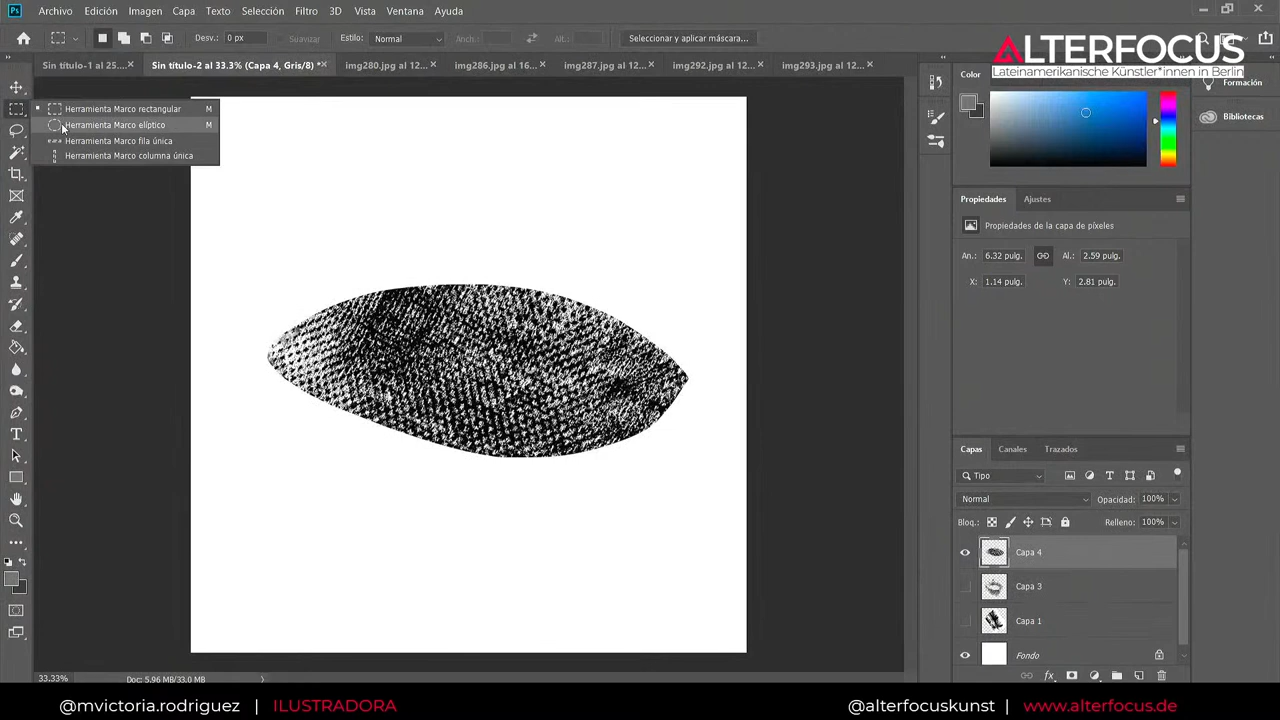 Ps Archivo Edición Imagen Capa Texto Selección Filtro 3D Vista Ventana Ayuda
Desv.: 0 px Suavizar Estilo: Normal Anch.: Alt.: Seleccionar y aplicar máscara...
ALTERFOCUS
Lateinamerikanische Künstler*innen in Berlin
Sin título-1 al 25....× Sin título-2 al 33.3% (Capa 4, Gris/8) * × img280.jpg al 12...× img286.jpg al 16....× img287.jpg al 12...× img292.jpg al 12...× img293.jpg al 12...×
Color
Formación
Bibliotecas
Herramienta Marco rectangular M
Herramienta Marco elíptico M
Herramienta Marco fila única
Herramienta Marco columna única
Propiedades Ajustes
Propiedades de la capa de píxeles
An.: 6.32 pulg. Al.: 2.59 pulg.
X: 1.14 pulg. Y: 2.81 pulg.
Capas Canales Trazados
Tipo
Normal Opacidad: 100%
Bloq.: Relleno: 100%
Capa 4
Capa 3
Capa 1
Fondo
fx
33.33% Doc: 5.96 MB/33.0 MB
@mvictoria.rodriguez | ILUSTRADORA @alterfocuskunst | www.alterfocus.de